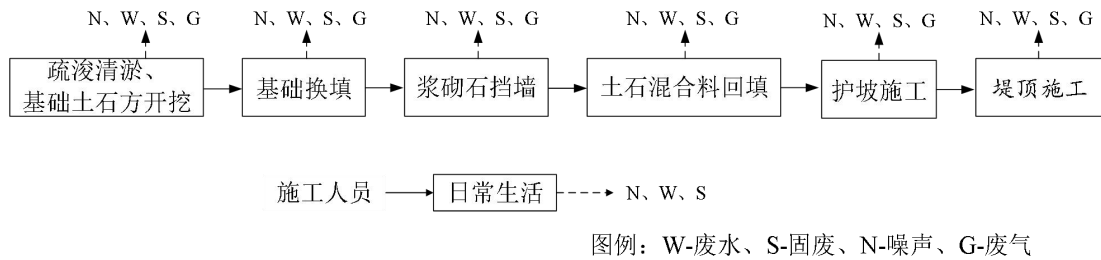 N、W、S、G
N、W、S、G
N、W、S、G
N、W、S、G
N、W、S、G
N、W、S、G
疏浚清淤、
基础土石方开挖
基础换填
浆砌石挡墙
土石混合料回填
护坡施工
堤顶施工
施工人员
日常生活
N、W、S
图例：W-废水、S-固废、N-噪声、G-废气